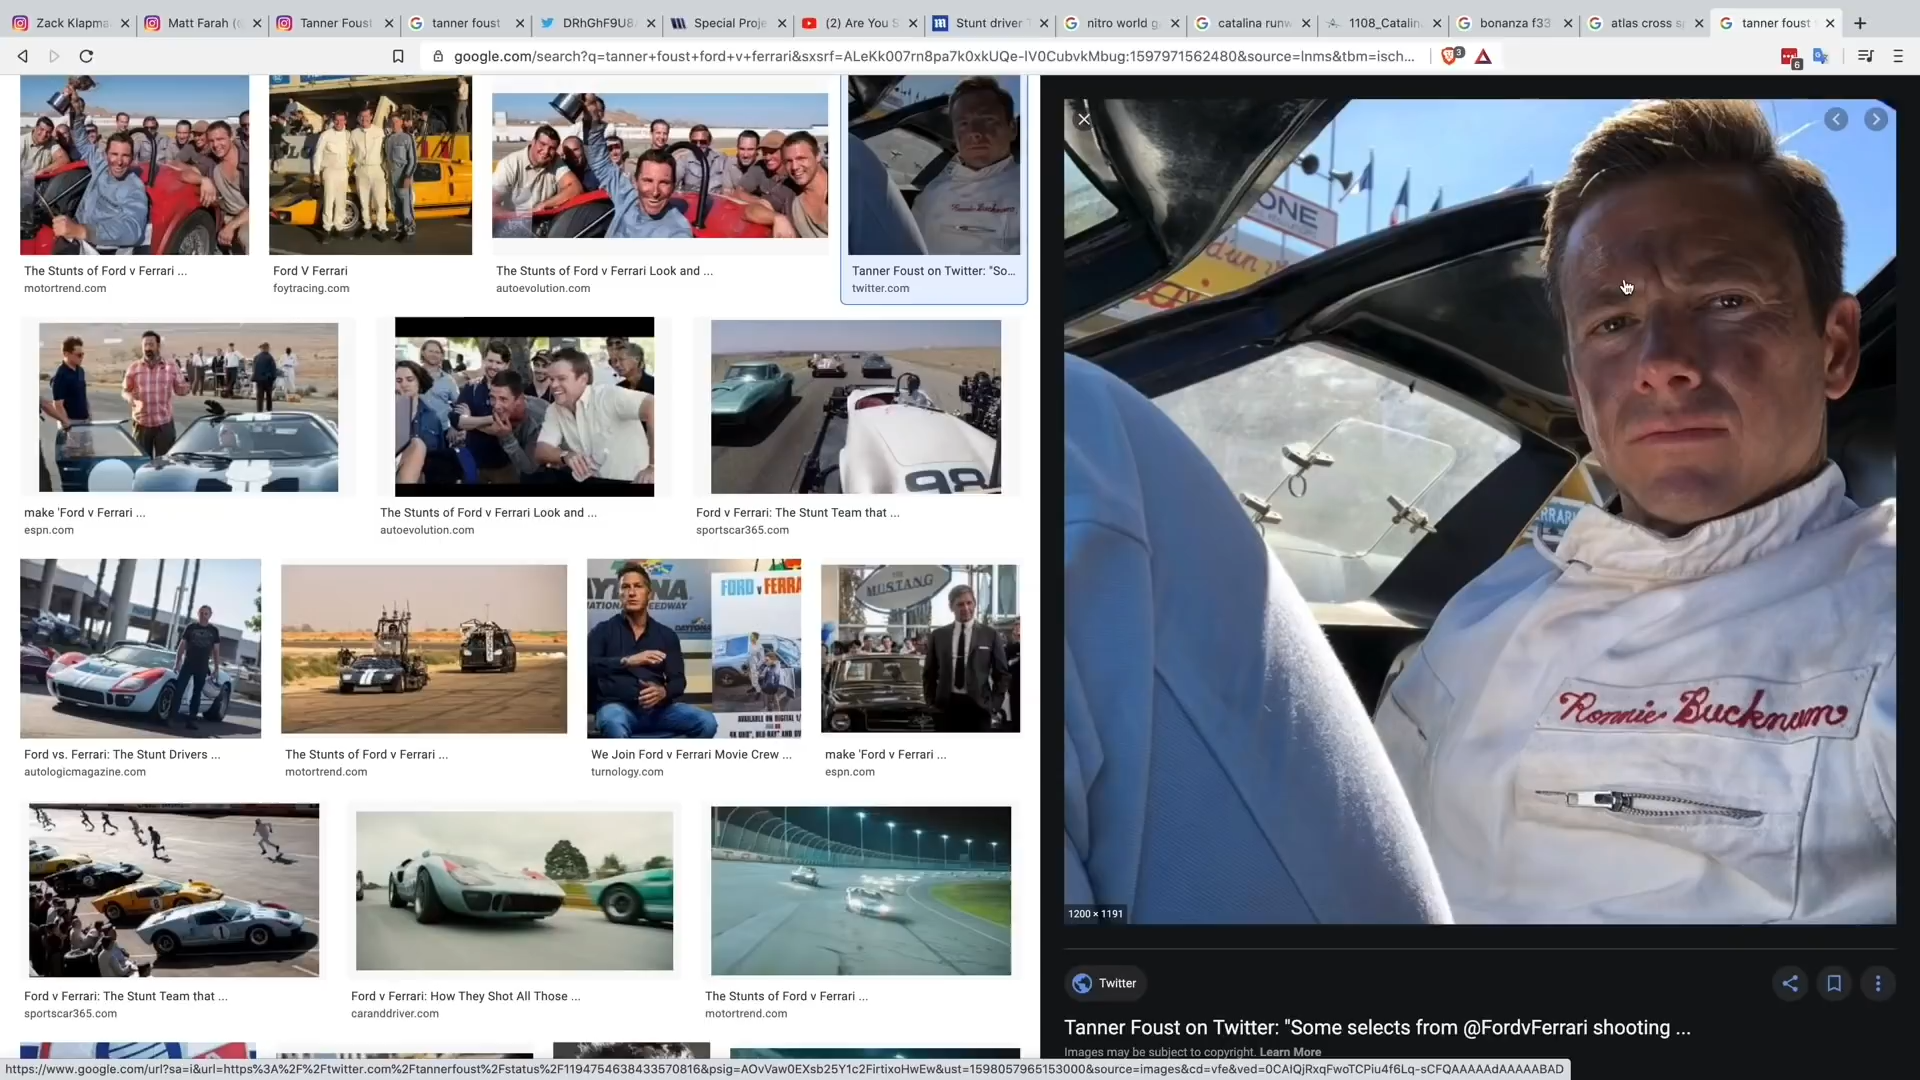 Zack Klapma
Matt Farah (
Tanner Foust
tanner foust
DRhGhF9U8
Special Proje
(2) Are You S
Stunt driver T
nitro world g
catalina runw
1108_Catalin
bonanza f33
atlas cross s
tanner foust
google.com/search?q=tanner+foust+ford+v+ferrari&sxsrf=ALeKk007rn8pa7k0xkUQe-IV0CubvkMbug:1597971562480&source=lnms&tbm=isch...
3
6
The Stunts of Ford v Ferrari ...
motortrend.com
Ford V Ferrari
foytracing.com
The Stunts of Ford v Ferrari Look and ...
autoevolution.com
Tanner Foust on Twitter: "So...
twitter.com
make 'Ford v Ferrari ...
espn.com
The Stunts of Ford v Ferrari Look and ...
autoevolution.com
98
Ford v Ferrari: The Stunt Team that ...
sportscar365.com
Ford vs. Ferrari: The Stunt Drivers ...
autologicmagazine.com
The Stunts of Ford v Ferrari ...
motortrend.com
DAYTONA
FORD v FERRA
We Join Ford v Ferrari Movie Crew ...
turnology.com
MUSTANG
make 'Ford v Ferrari ...
espn.com
Ford v Ferrari: The Stunt Team that ...
sportscar365.com
Ford v Ferrari: How They Shot All Those ...
caranddriver.com
The Stunts of Ford v Ferrari ...
motortrend.com
ONE
Ronnie Bucknum
1200 × 1191
Twitter
Tanner Foust on Twitter: "Some selects from @FordvFerrari shooting ...
Images may be subject to copyright. Learn More
https://www.google.com/url?sa=i&url=https%3A%2F%2Ftwitter.com%2Ftannerfoust%2Fstatus%2F1194754638433570816&psig=AOvVaw0EXsb25Y1c2FirtixoHwEw&ust=1598057965153000&source=images&cd=vfe&ved=0CAIQjRxqFwoTCPiu4f6Lq-sCFQAAAAAdAAAAABAD